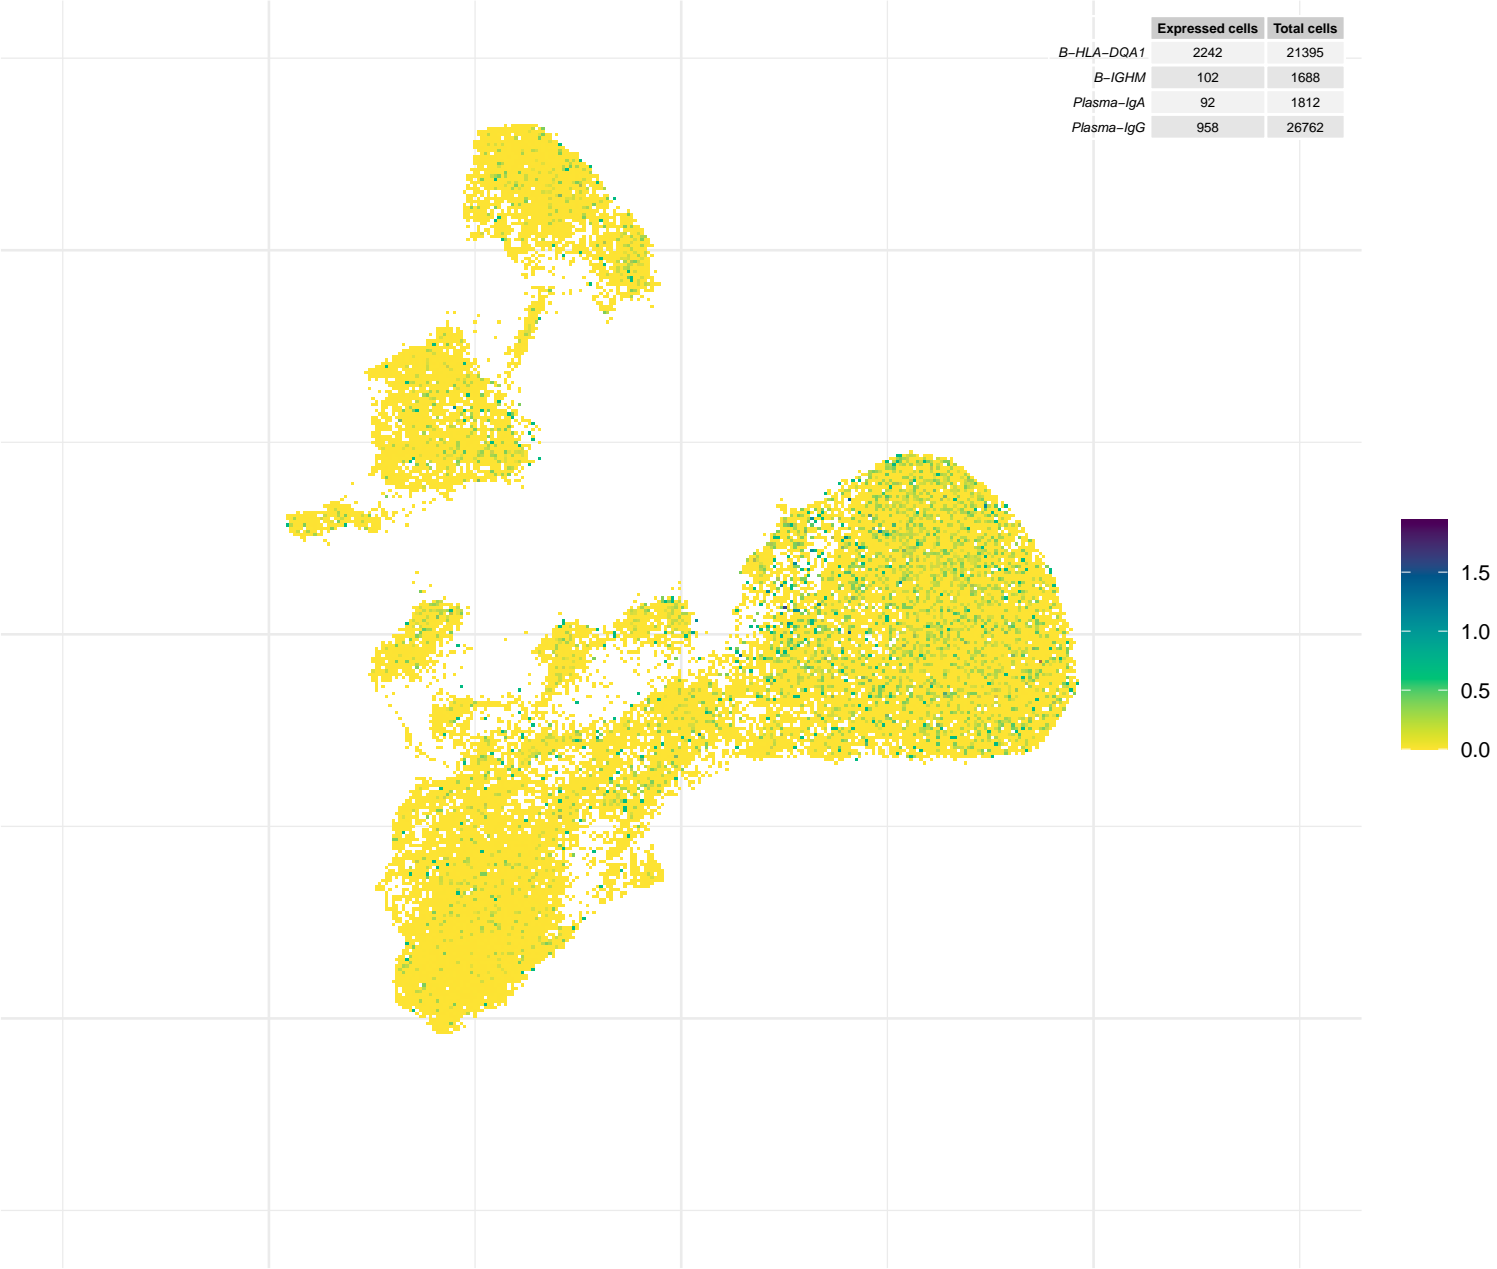 Expressed cells Total cells
B−HLA−DQA1 2242 21395
B−IGHM 102 1688
Plasma−IgA 92 1812
Plasma−IgG 958 26762
1.5
1.0
0.5
0.0